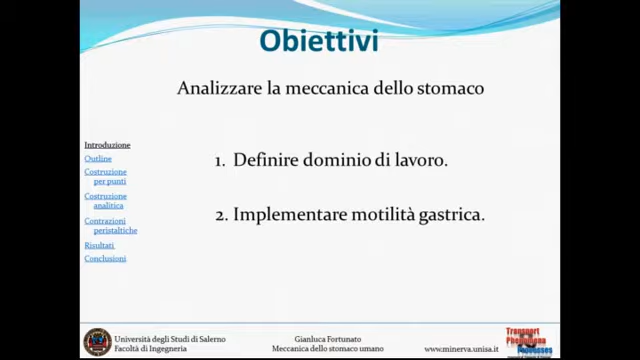 Obiettivi
Analizzare la meccanica dello stomaco
Introduzione
Outline
Costruzione
per punti
Costruzione
analitica
Contrazioni
peristaltiche
Risultati
Conclusioni
1. Definire dominio di lavoro.
2. Implementare motilità gastrica.
Università degli Studi di Salerno
Facoltà di Ingegneria
Gianluca Fortunato
Meccanica dello stomaco umano
www.minerva.unisa.it
Transport
Phenomena
Processes